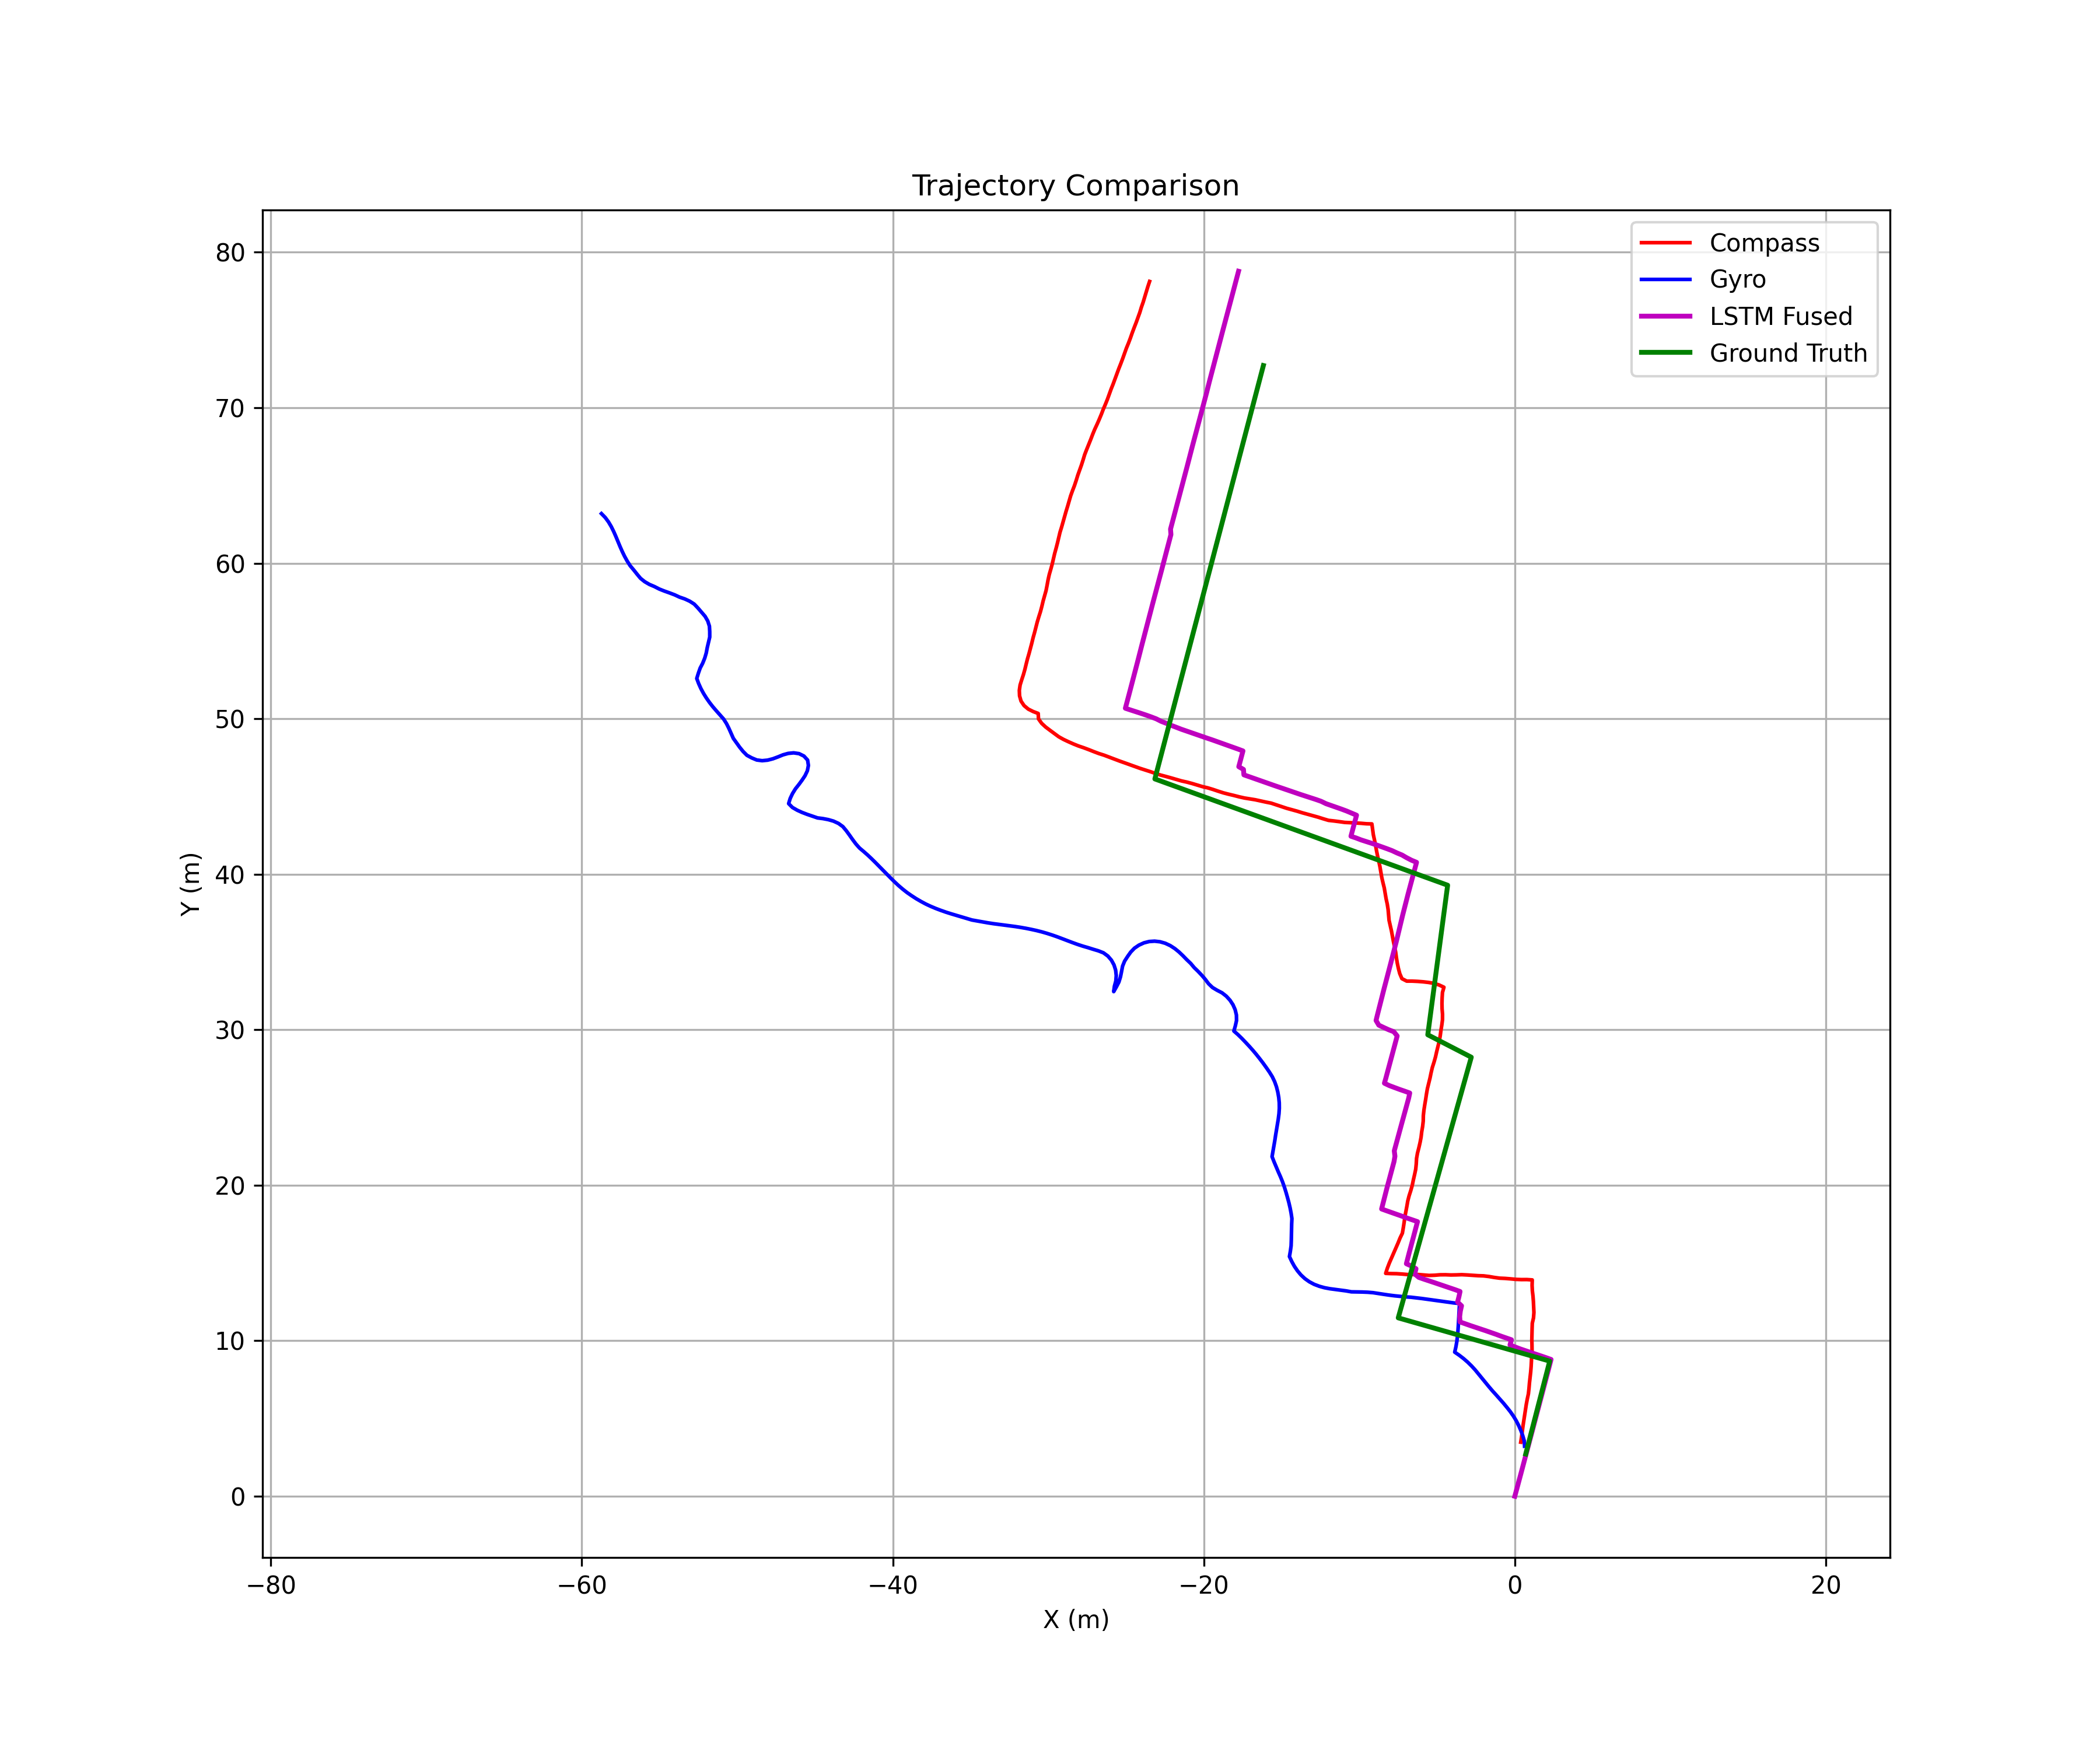 Trajectory Comparison
Compass
Gyro
LSTM Fused
Ground Truth
80
70
60
50
40
30
20
10
0
Y (m)
−80
−60
−40
−20
0
20
X (m)